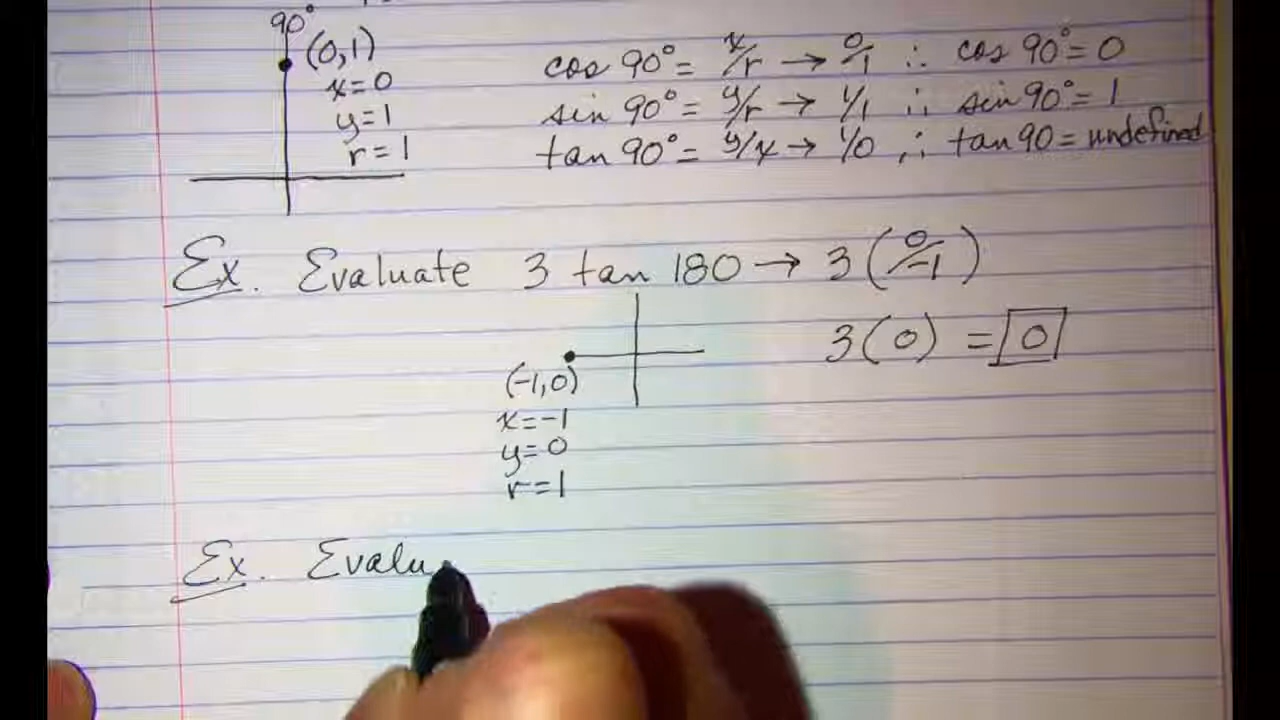 90°
(0,1)
x=0
y=1
r=1
cos 90° = x/r → 0/1 ∴ cos 90° = 0
sin 90° = y/r → 1/1 ∴ sin 90° = 1
tan 90° = y/x → 1/0 ∴ tan 90 = undefined
Ex. Evaluate 3 tan 180 → 3(0/-1)
3(0) = 0
(-1,0)
x=-1
y=0
r=1
Ex. Evalu